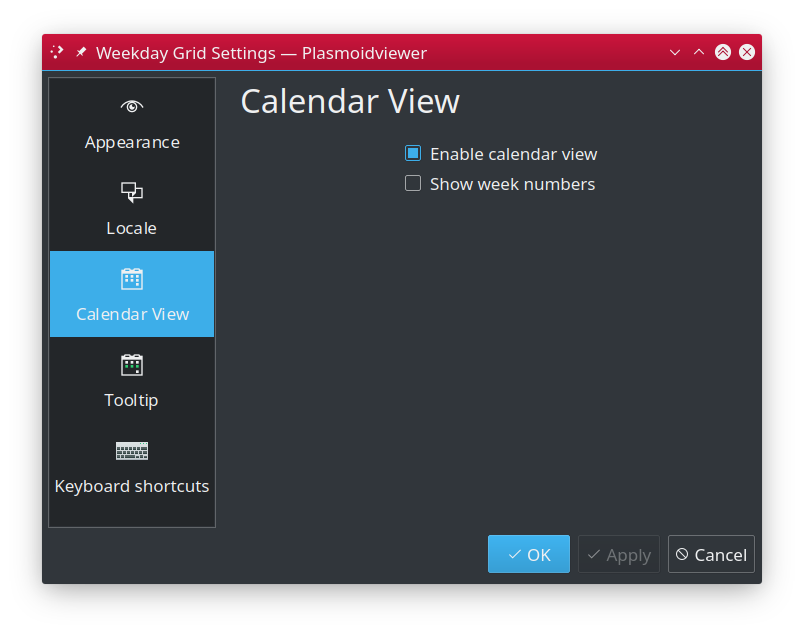 Weekday Grid Settings — Plasmoidviewer
Appearance
Locale
Calendar View
Tooltip
Keyboard shortcuts
Calendar View
Enable calendar view
Show week numbers
OK
Apply
Cancel